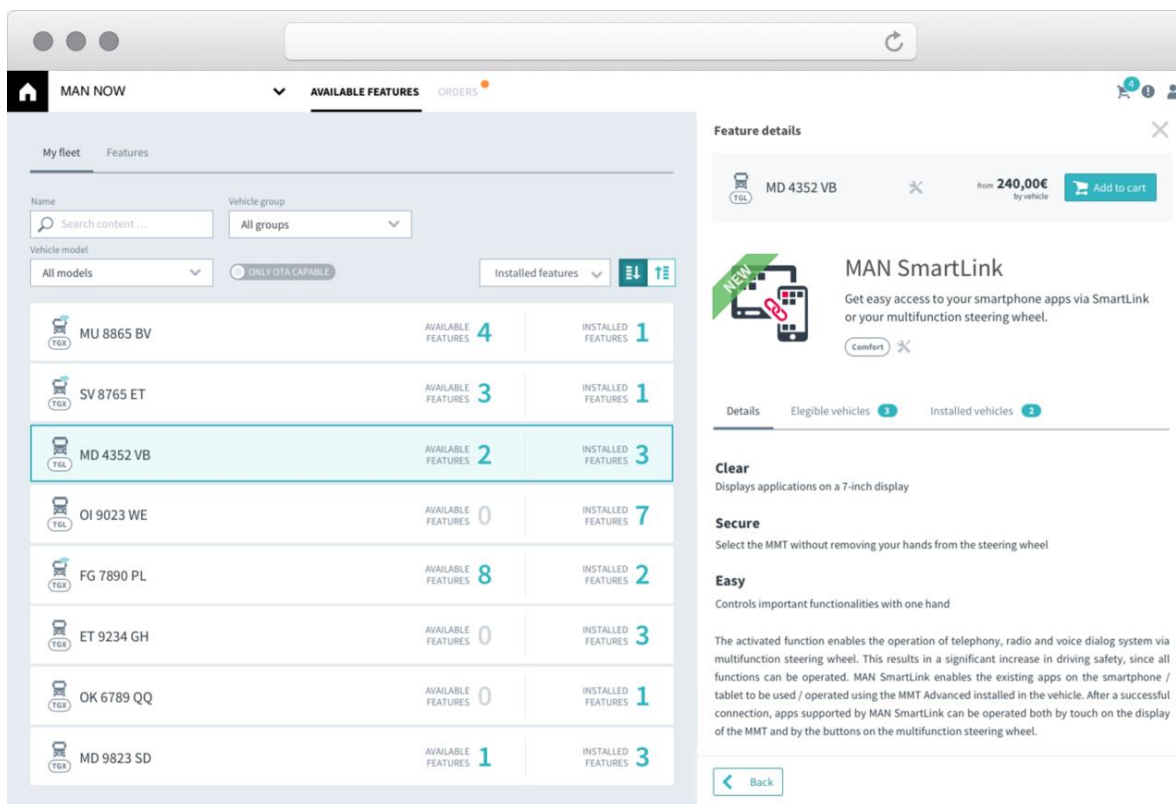 MAN NOW
AVAILABLE FEATURES
ORDERS
4
My fleet
Features
Name
Search content ...
Vehicle group
All groups
Vehicle model
All models
ONLY OTA CAPABLE
Installed features
TGX
MU 8865 BV
AVAILABLE
FEATURES 4
INSTALLED
FEATURES 1
TGX
SV 8765 ET
AVAILABLE
FEATURES 3
INSTALLED
FEATURES 1
TGL
MD 4352 VB
AVAILABLE
FEATURES 2
INSTALLED
FEATURES 3
TGL
OI 9023 WE
AVAILABLE
FEATURES 0
INSTALLED
FEATURES 7
TGX
FG 7890 PL
AVAILABLE
FEATURES 8
INSTALLED
FEATURES 2
TGX
ET 9234 GH
AVAILABLE
FEATURES 0
INSTALLED
FEATURES 3
TGX
OK 6789 QQ
AVAILABLE
FEATURES 0
INSTALLED
FEATURES 1
TGX
MD 9823 SD
AVAILABLE
FEATURES 1
INSTALLED
FEATURES 3
Feature details
TGL
MD 4352 VB
from 240,00€
by vehicle
Add to cart
NEW
MAN SmartLink
Get easy access to your smartphone apps via SmartLink
or your multifunction steering wheel.
Comfort
Details
Elegible vehicles 3
Installed vehicles 2
Clear
Displays applications on a 7-inch display
Secure
Select the MMT without removing your hands from the steering wheel
Easy
Controls important functionalities with one hand
The activated function enables the operation of telephony, radio and voice dialog system via
multifunction steering wheel. This results in a significant increase in driving safety, since all
functions can be operated. MAN SmartLink enables the existing apps on the smartphone /
tablet to be used / operated using the MMT Advanced installed in the vehicle. After a successful
connection, apps supported by MAN SmartLink can be operated both by touch on the display
of the MMT and by the buttons on the multifunction steering wheel.
Back